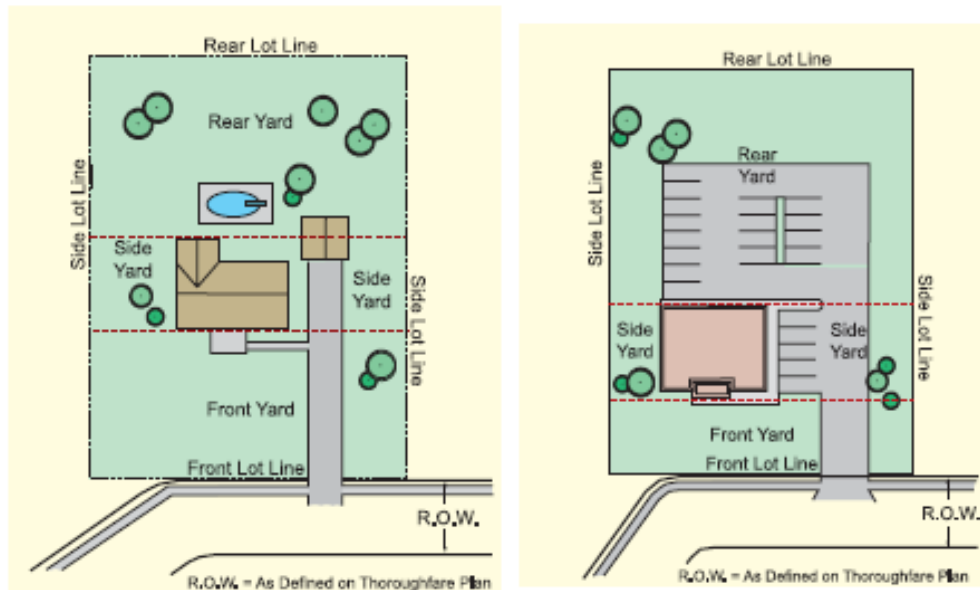 Rear Lot Line
Rear Yard
Side Lot Line
Side
Yard
Side
Yard
Side Lot Line
Front Yard
Front Lot Line
R.O.W.
R.O.W. = As Defined on Thoroughfare Plan
Rear Lot Line
Rear
Yard
Side Lot Line
Side
Yard
Side
Yard
Side Lot Line
Front Yard
Front Lot Line
R.O.W.
R.O.W. = As Defined on Thoroughfare Plan